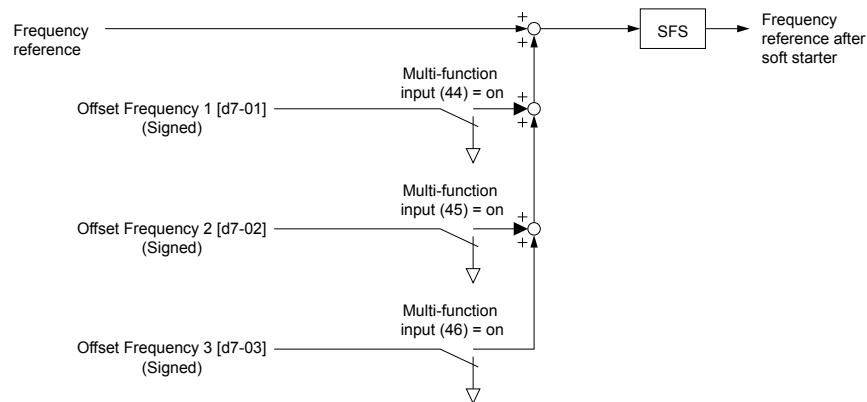 Frequency
reference
+
+
SFS
Frequency
reference after
soft starter
Multi-function
input (44) = on
Offset Frequency 1 [d7-01]
(Signed)
+
+
Multi-function
input (45) = on
Offset Frequency 2 [d7-02]
(Signed)
+
+
Multi-function
input (46) = on
Offset Frequency 3 [d7-03]
(Signed)